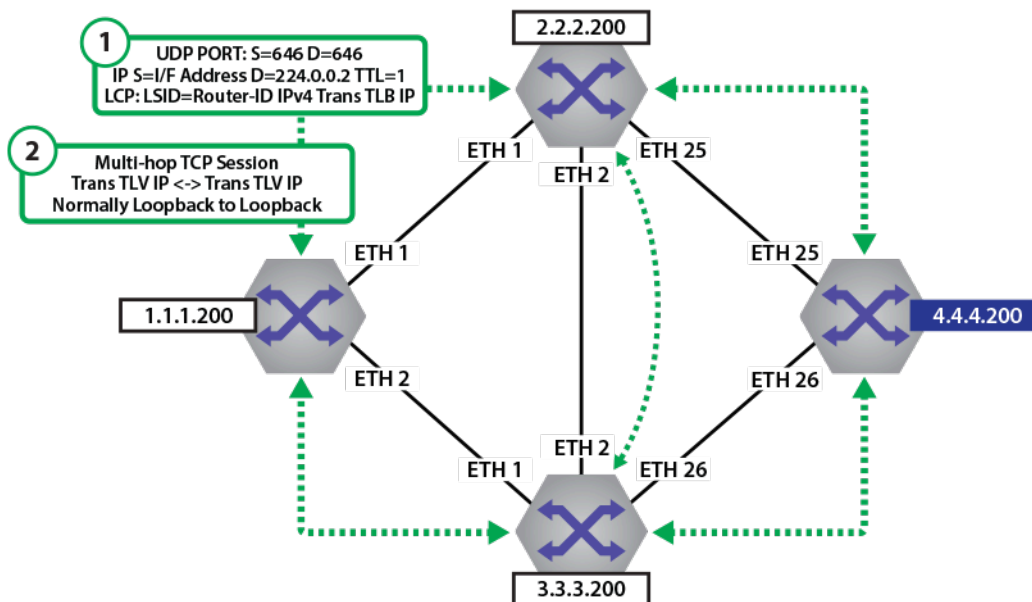 2.2.2.200
1
UDP PORT: S=646 D=646
IP S=I/F Address D=224.0.0.2 TTL=1
LCP: LSID=Router-ID IPv4 Trans TLB IP
2
Multi-hop TCP Session
Trans TLV IP <-> Trans TLV IP
Normally Loopback to Loopback
ETH 1
ETH 2
ETH 25
ETH 1
ETH 25
1.1.1.200
4.4.4.200
ETH 2
ETH 26
ETH 1
ETH 2
ETH 26
3.3.3.200